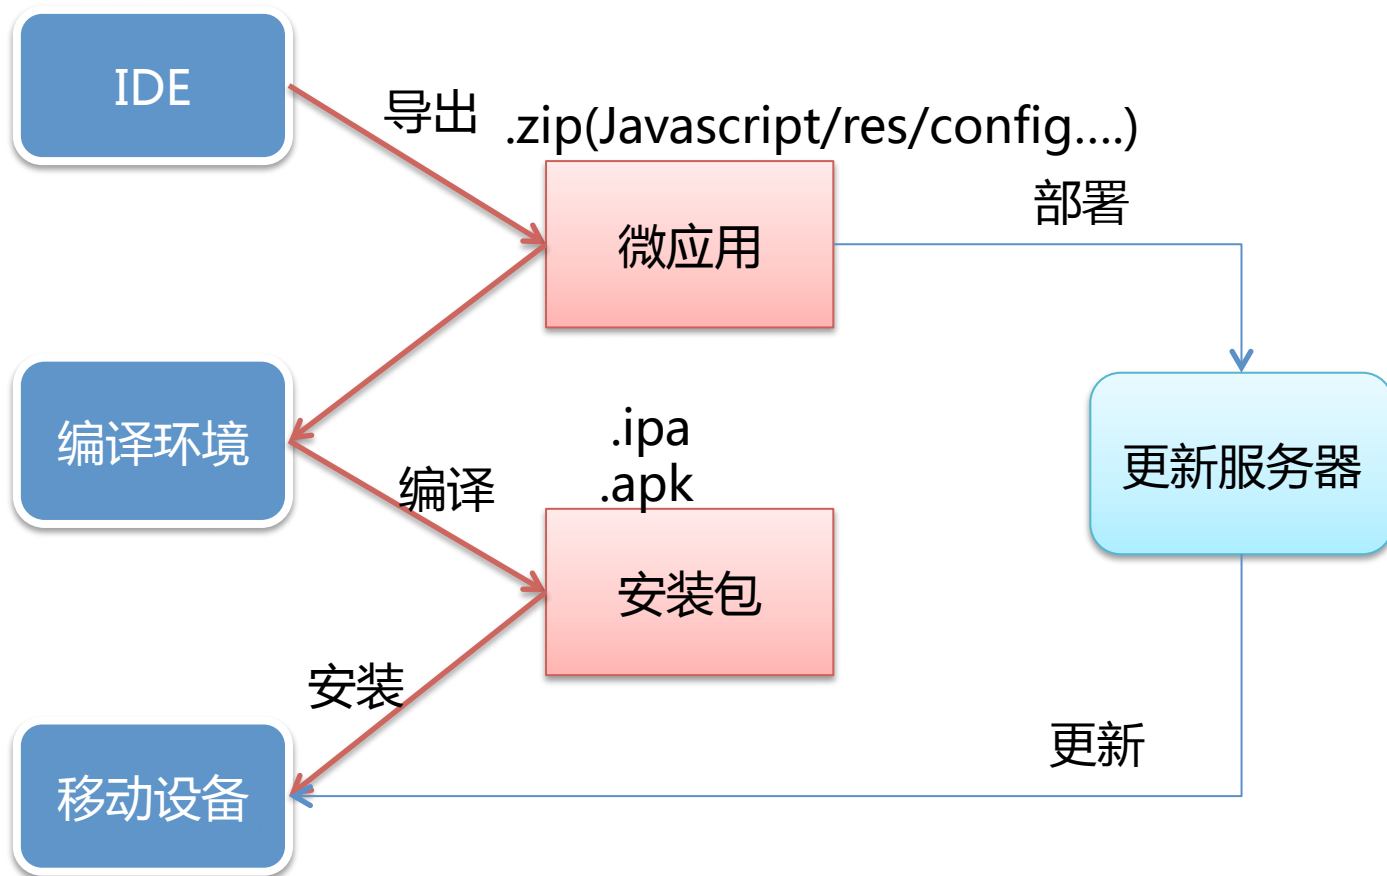 IDE
导出
.zip(Javascript/res/config....)
微应用
部署
编译环境
编译
.ipa
.apk
更新服务器
安装包
安装
更新
移动设备